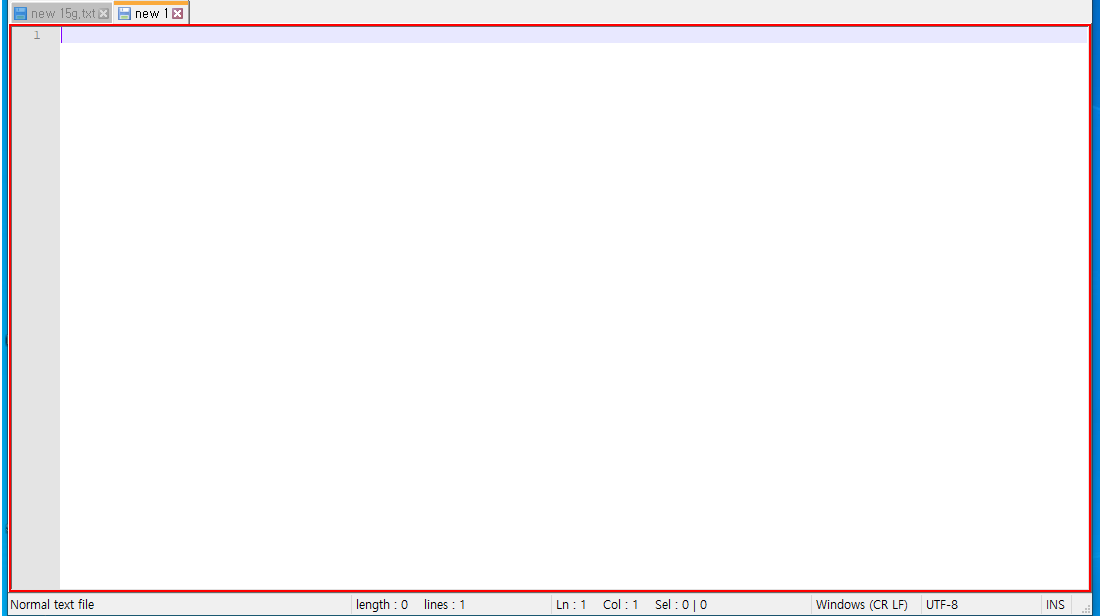 new 15g.txt new 1
1
Normal text file length : 0 lines : 1 Ln : 1 Col : 1 Sel : 0 | 0 Windows (CR LF) UTF-8 INS